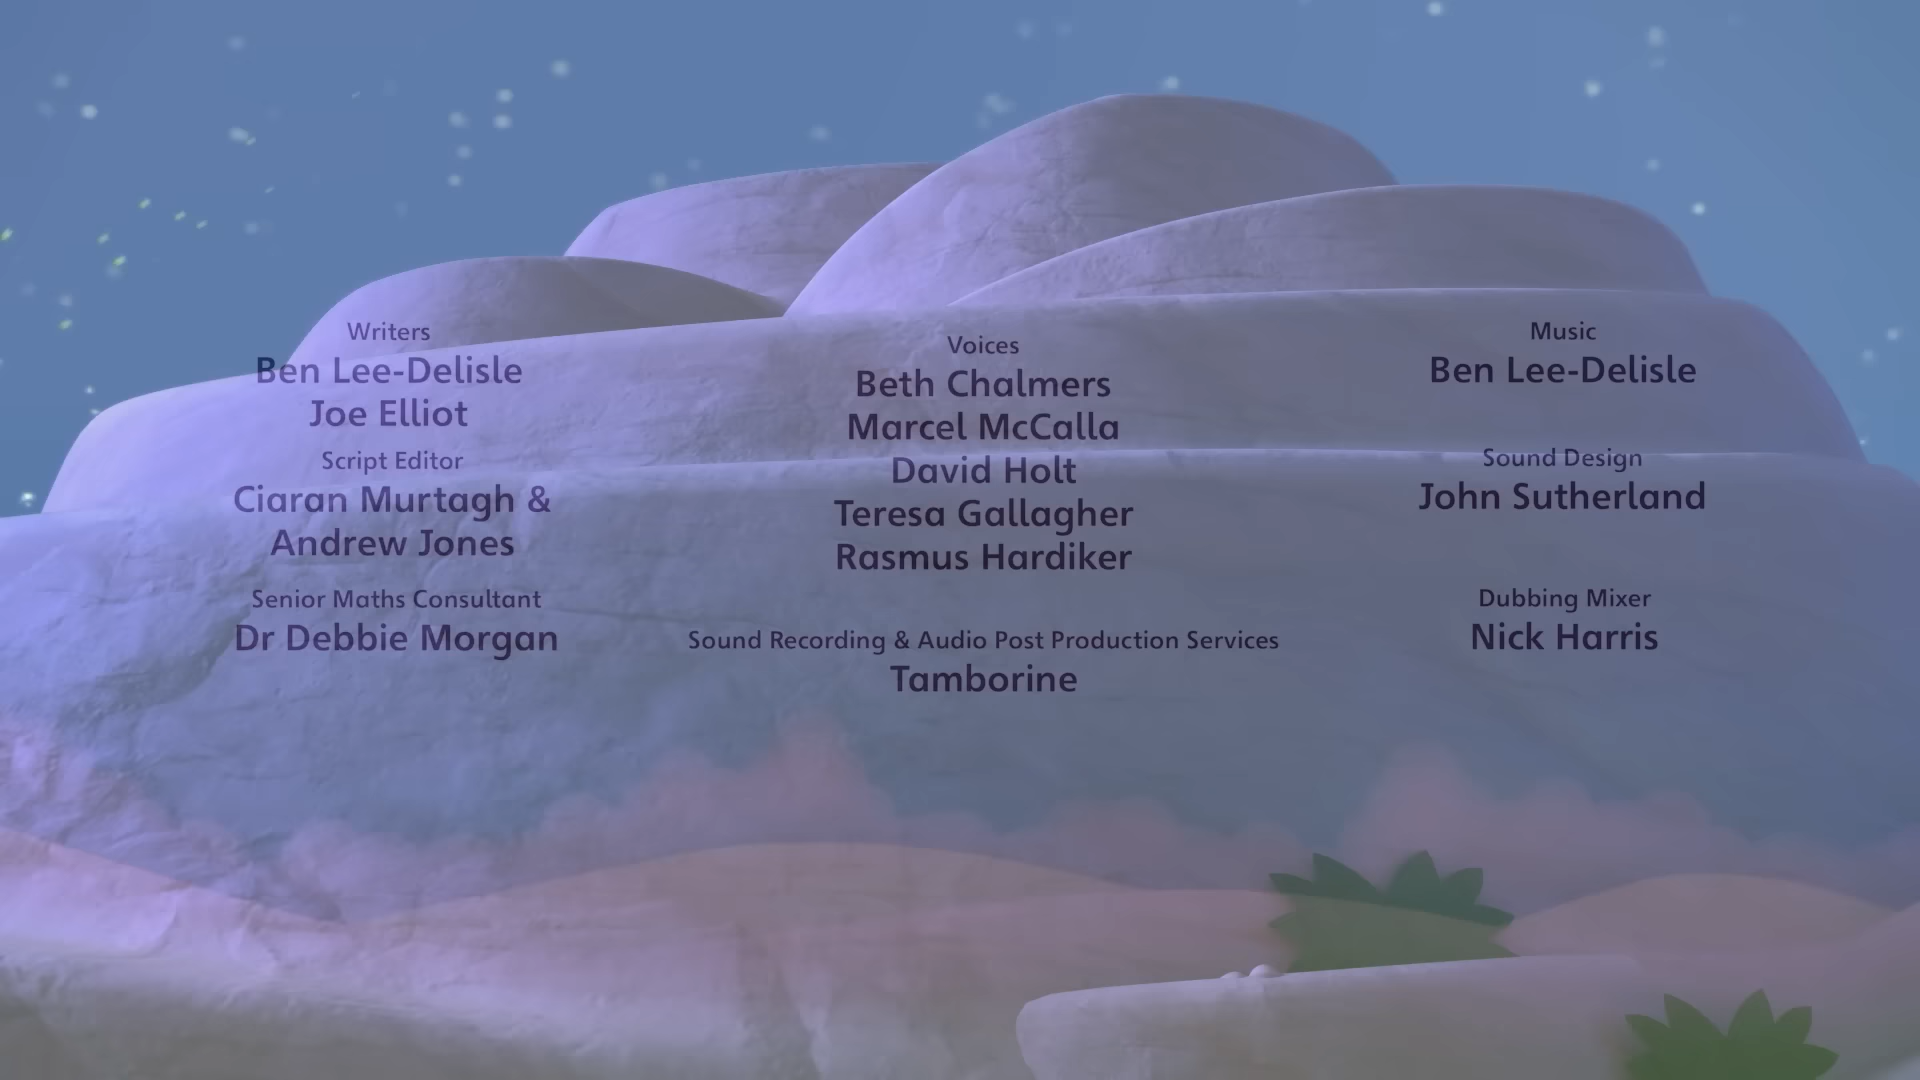 Writers
Ben Lee-Delisle
Joe Elliot
Script Editor
Ciaran Murtagh &
Andrew Jones
Senior Maths Consultant
Dr Debbie Morgan
Voices
Beth Chalmers
Marcel McCalla
David Holt
Teresa Gallagher
Rasmus Hardiker
Sound Recording & Audio Post Production Services
Tamborine
Music
Ben Lee-Delisle
Sound Design
John Sutherland
Dubbing Mixer
Nick Harris